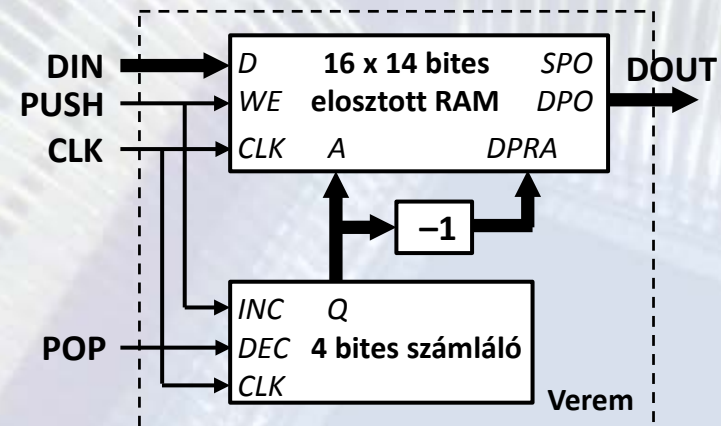 DIN
PUSH
CLK
POP
D 16 x 14 bites SPO
WE elosztott RAM DPO
CLK A DPRA
DOUT
–1
INC Q
DEC 4 bites számláló
CLK
Verem